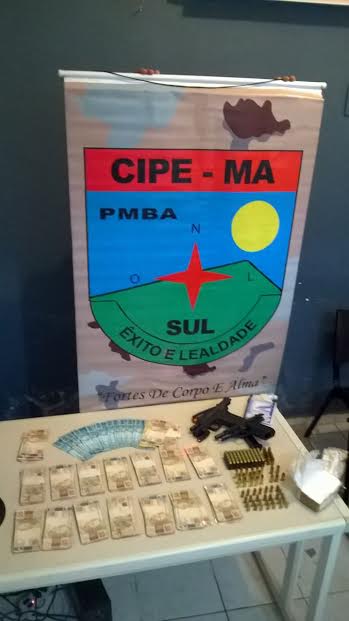 CIPE - MA
PMBA
N
O L
SUL
ÊXITO E LEALDADE
"Fortes De Corpo E Alma"